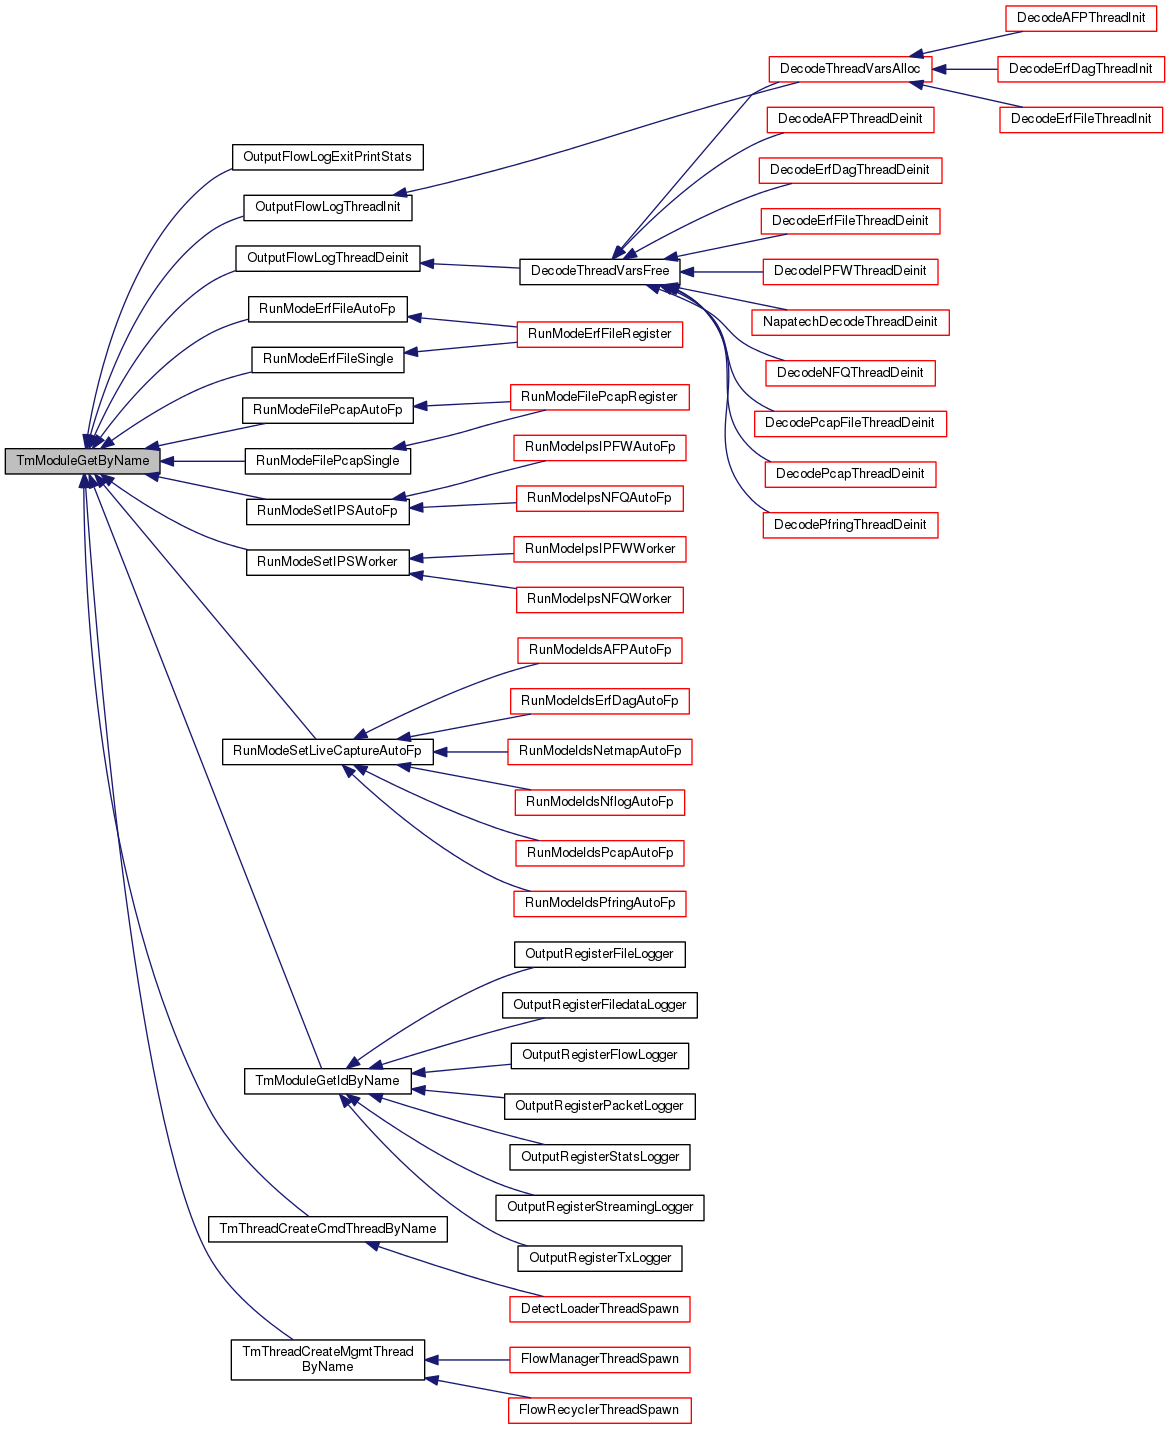 DecodeAFPThreadInit
DecodeThreadVarsAlloc
DecodeErfDagThreadInit
DecodeErfFileThreadInit
DecodeAFPThreadDeinit
OutputFlowLogExitPrintStats
DecodeErfDagThreadDeinit
OutputFlowLogThreadInit
DecodeErfFileThreadDeinit
OutputFlowLogThreadDeinit
DecodeThreadVarsFree
DecodeIPFWThreadDeinit
RunModeErfFileAutoFp
NapatechDecodeThreadDeinit
RunModeErfFileRegister
RunModeErfFileSingle
DecodeNFQThreadDeinit
RunModeFilePcapRegister
RunModeFilePcapAutoFp
DecodePcapFileThreadDeinit
RunModeIpsIPFWAutoFp
TmModuleGetByName
RunModeFilePcapSingle
DecodePcapThreadDeinit
RunModeIpsNFQAutoFp
RunModeSetIPSAutoFp
DecodePfringThreadDeinit
RunModeIpsIPFWWorker
RunModeSetIPSWorker
RunModeIpsNFQWorker
RunModeIdsAFPAutoFp
RunModeIdsErfDagAutoFp
RunModeSetLiveCaptureAutoFp
RunModeIdsNetmapAutoFp
RunModeIdsNflogAutoFp
RunModeIdsPcapAutoFp
RunModeIdsPfringAutoFp
OutputRegisterFileLogger
OutputRegisterFiledataLogger
OutputRegisterFlowLogger
TmModuleGetIdByName
OutputRegisterPacketLogger
OutputRegisterStatsLogger
OutputRegisterStreamingLogger
TmThreadCreateCmdThreadByName
OutputRegisterTxLogger
DetectLoaderThreadSpawn
TmThreadCreateMgmtThread
ByName
FlowManagerThreadSpawn
FlowRecyclerThreadSpawn